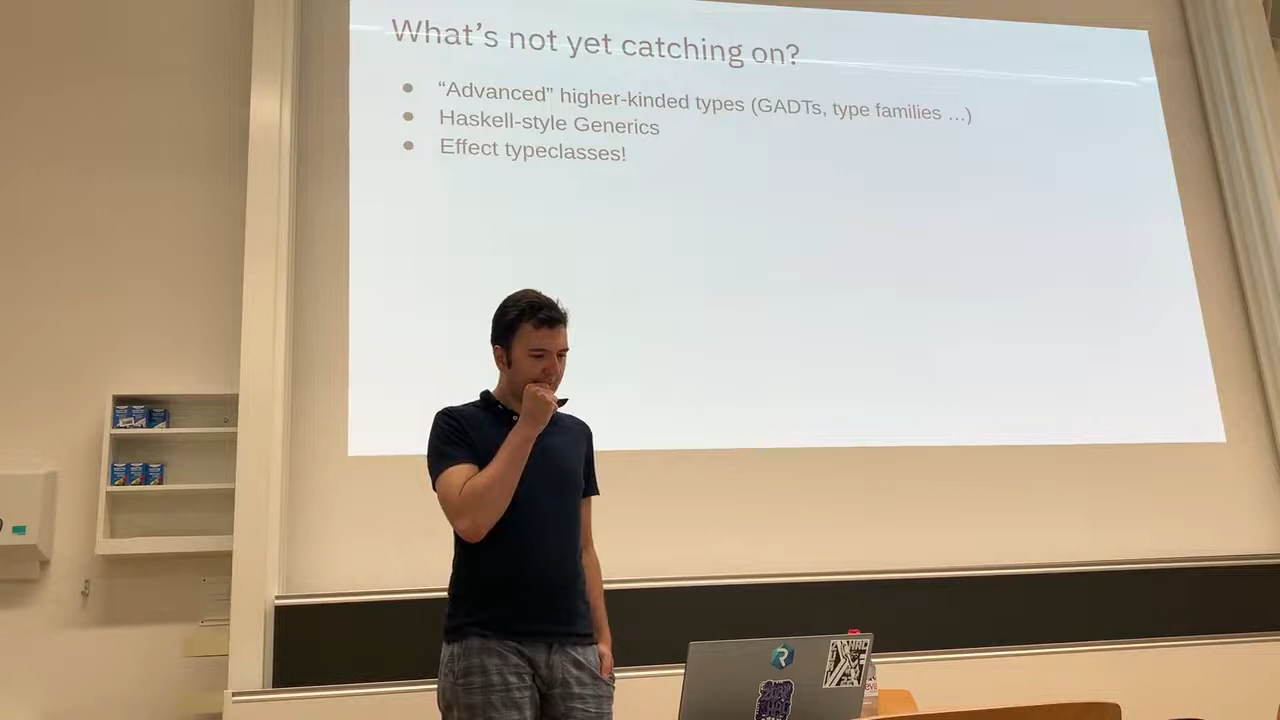 What's not yet catching on?
● “Advanced” higher-kinded types (GADTs, type families …)
● Haskell-style Generics
● Effect typeclasses!